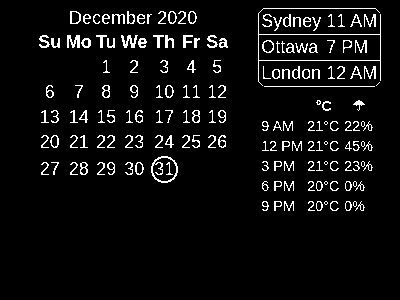 December 2020
Su Mo Tu We Th Fr Sa
1 2 3 4 5
6 7 8 9 10 11 12
13 14 15 16 17 18 19
20 21 22 23 24 25 26
27 28 29 30 31
Sydney 11 AM
Ottawa 7 PM
London 12 AM
°C ☂
9 AM 21°C 22%
12 PM 21°C 45%
3 PM 21°C 23%
6 PM 20°C 0%
9 PM 20°C 0%